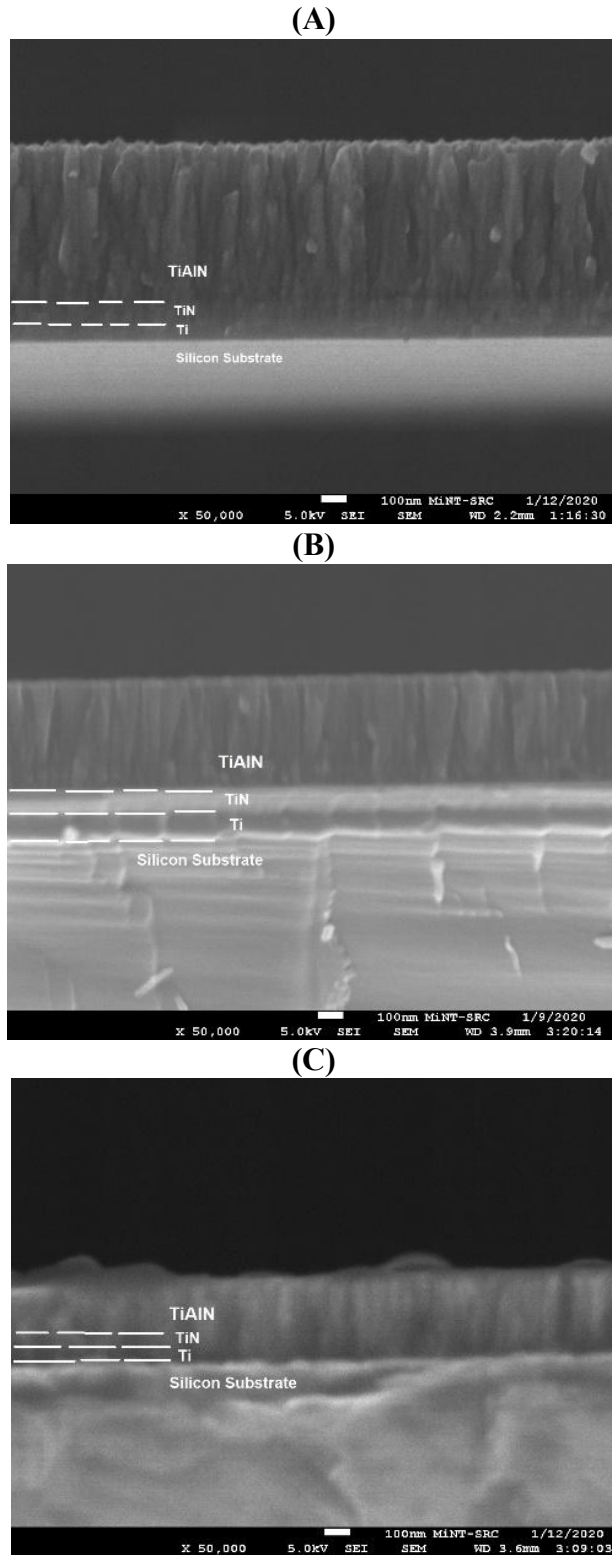 (A)
TiAlN
TiN
Ti
Silicon Substrate
100nm MiNT-SRC 1/12/2020
X 50,000 5.0kV SEI SEM WD 2.2mm 1:16:30
(B)
TiAlN
TiN
Ti
Silicon Substrate
100nm MiNT-SRC 1/9/2020
X 50,000 5.0kV SEI SEM WD 3.9mm 3:20:14
(C)
TiAlN
TiN
Ti
Silicon Substrate
100nm MiNT-SRC 1/12/2020
X 50,000 5.0kV SEI SEM WD 3.6mm 3:09:03